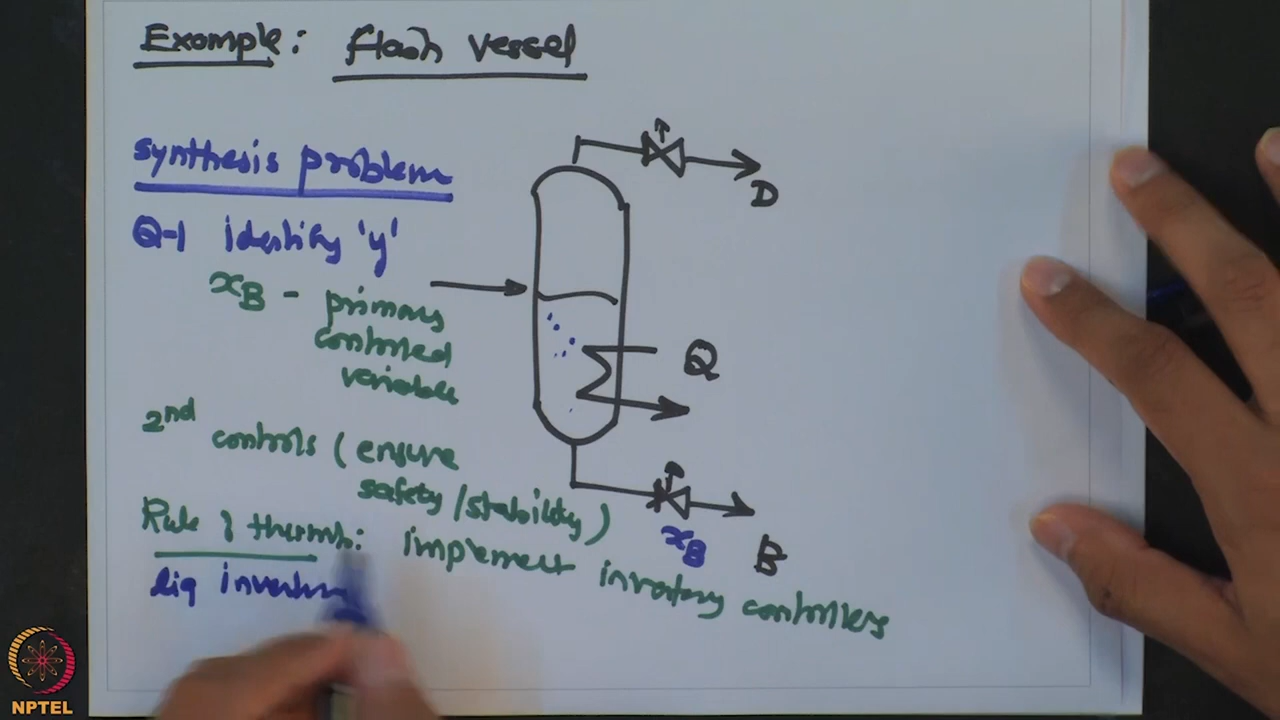 Example: Flash vessel
synthesis problem
Q-1 Identify 'y'
xB - primary
controlled
variable
2nd controls (ensure
safety/stability)
Rule of thumb: implement inventory controllers
liq inventory
D
Q
xB
B
NPTEL